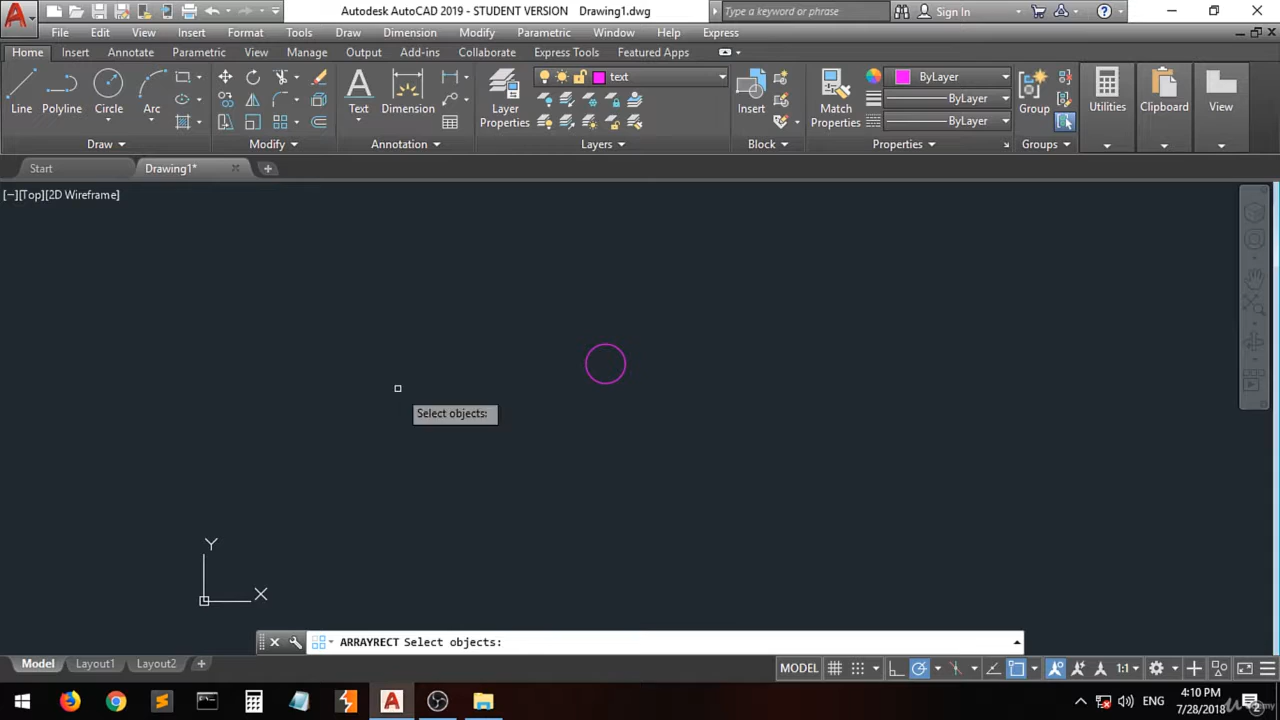 Autodesk AutoCAD 2019 - STUDENT VERSION Drawing1.dwg
Type a keyword or phrase
Sign In
File Edit View Insert Format Tools Draw Dimension Modify Parametric Window Help Express
Home Insert Annotate Parametric View Manage Output Add-ins Collaborate Express Tools Featured Apps
text
ByLayer
ByLayer
ByLayer
Line Polyline Circle Arc Text Dimension Layer Properties Insert Match Properties Group Utilities Clipboard View
Draw Modify Annotation Layers Block Properties Groups
Start Drawing1*
[−][Top][2D Wireframe]
Select objects:
Y
X
ARRAYRECT Select objects:
Model Layout1 Layout2
MODEL 1:1
ENG
4:10 PM
7/28/2018